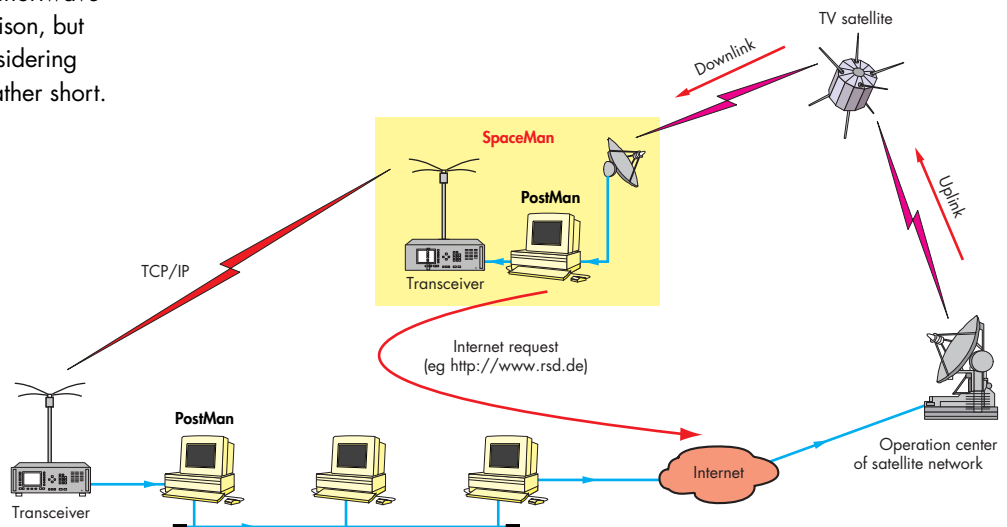 ison, but
sidering
ather short.
TV satellite
Downlink
SpaceMan
PostMan
Uplink
TCP/IP
Transceiver
Internet request
(eg http://www.rsd.de)
PostMan
Internet
Operation center
of satellite network
Transceiver